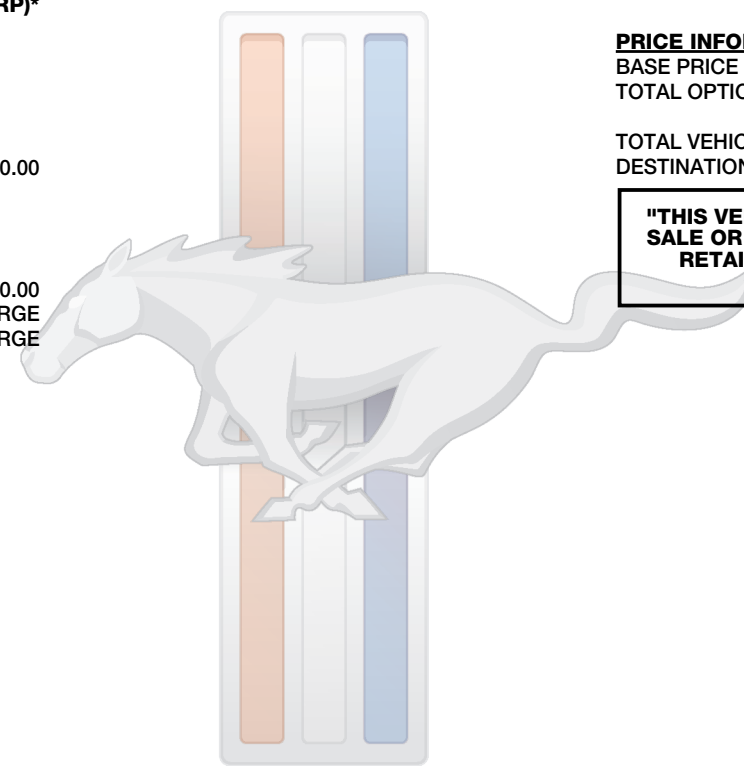 RP)*
0.00
0.00
RGE
RGE
PRICE INFO
BASE PRICE
TOTAL OPTIO
TOTAL VEHIC
DESTINATION
"THIS VE
SALE OR
RETAI